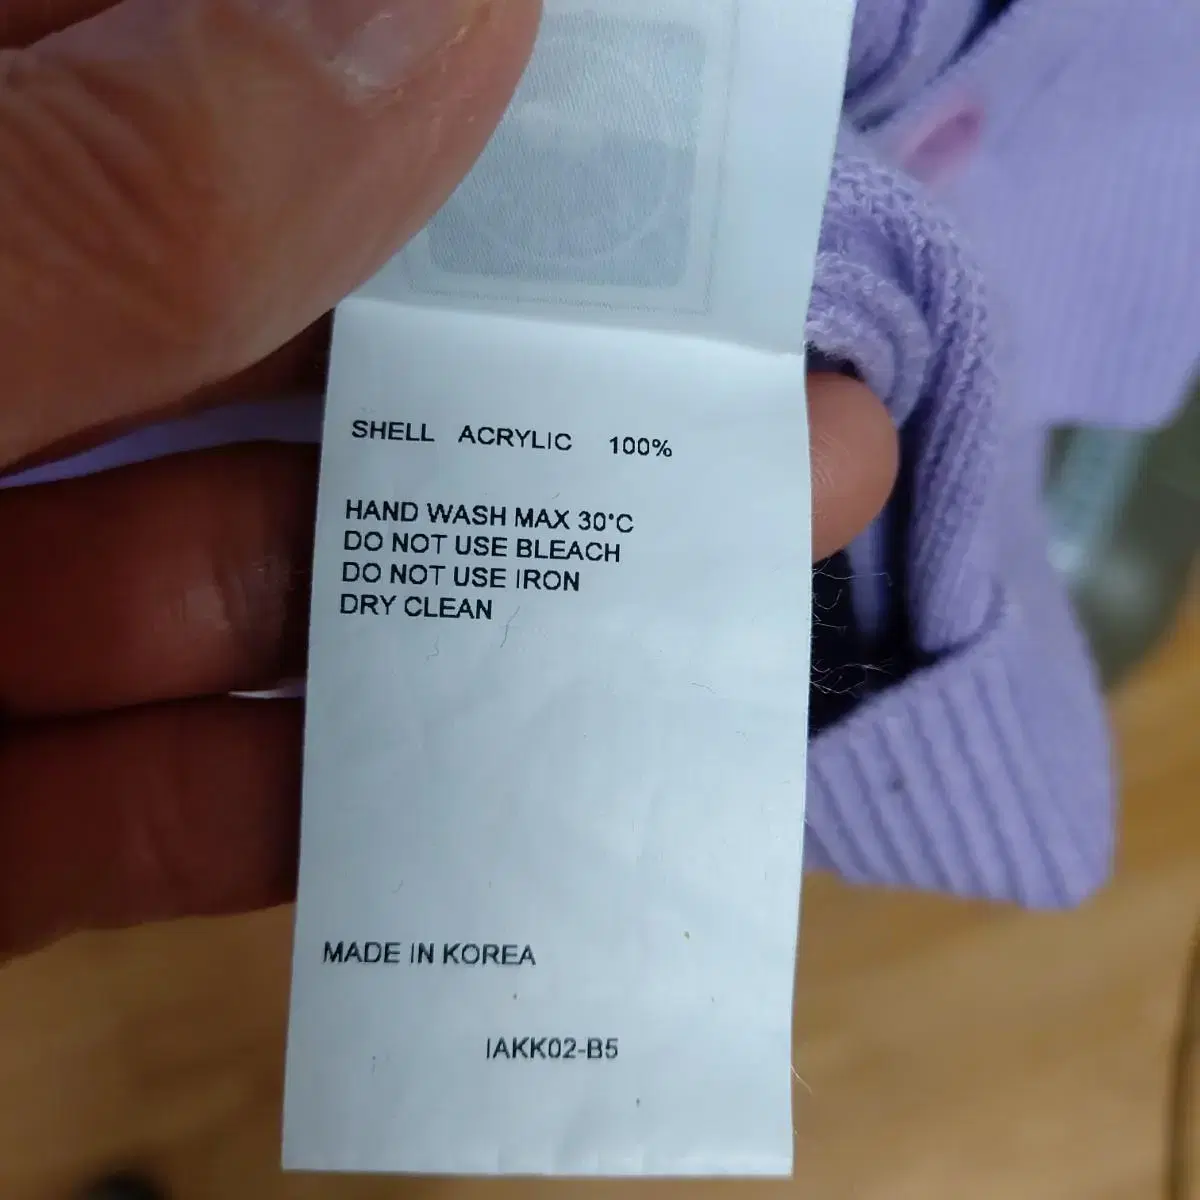 SHELL ACRYLIC 100%
HAND WASH MAX 30°C
DO NOT USE BLEACH
DO NOT USE IRON
DRY CLEAN
MADE IN KOREA
IAKK02-B5